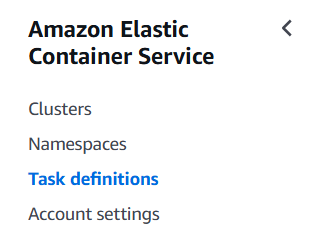 Amazon Elastic
Container Service
Clusters
Namespaces
Task definitions
Account settings